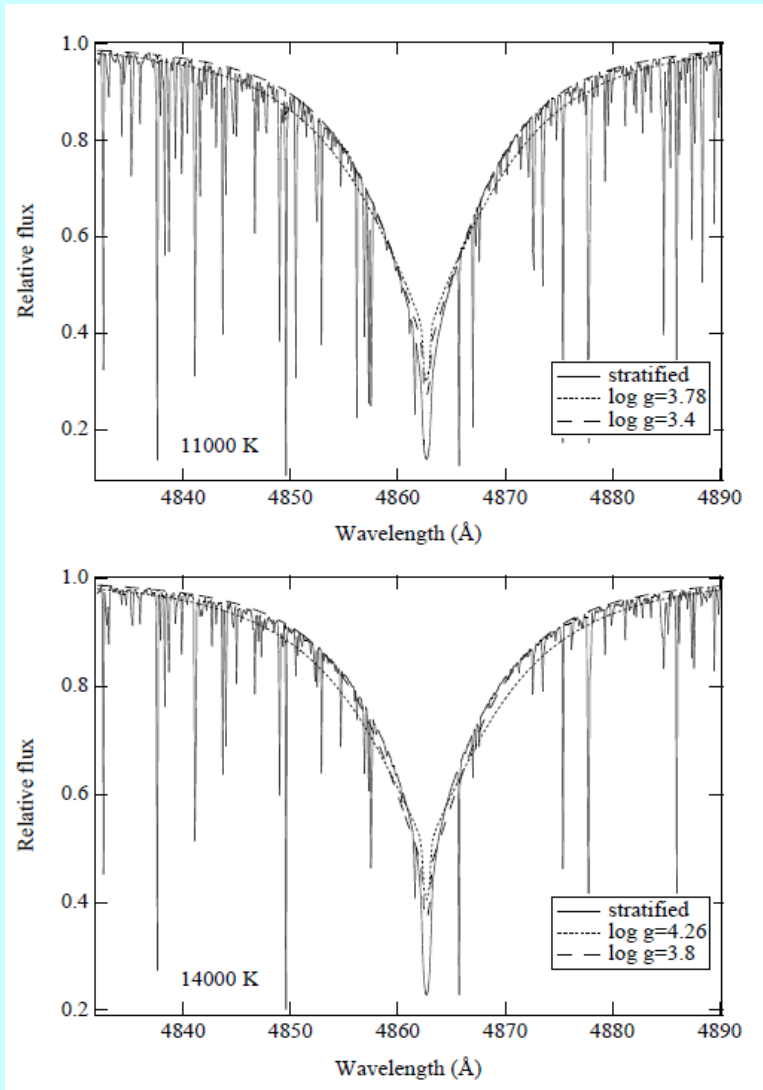 1.0
0.8
0.6
0.4
0.2
Relative flux
stratified
log g=3.78
log g=3.4
11000 K
4840 4850 4860 4870 4880 4890
Wavelength (Å)
1.0
0.8
0.6
0.4
0.2
Relative flux
stratified
log g=4.26
log g=3.8
14000 K
4840 4850 4860 4870 4880 4890
Wavelength (Å)